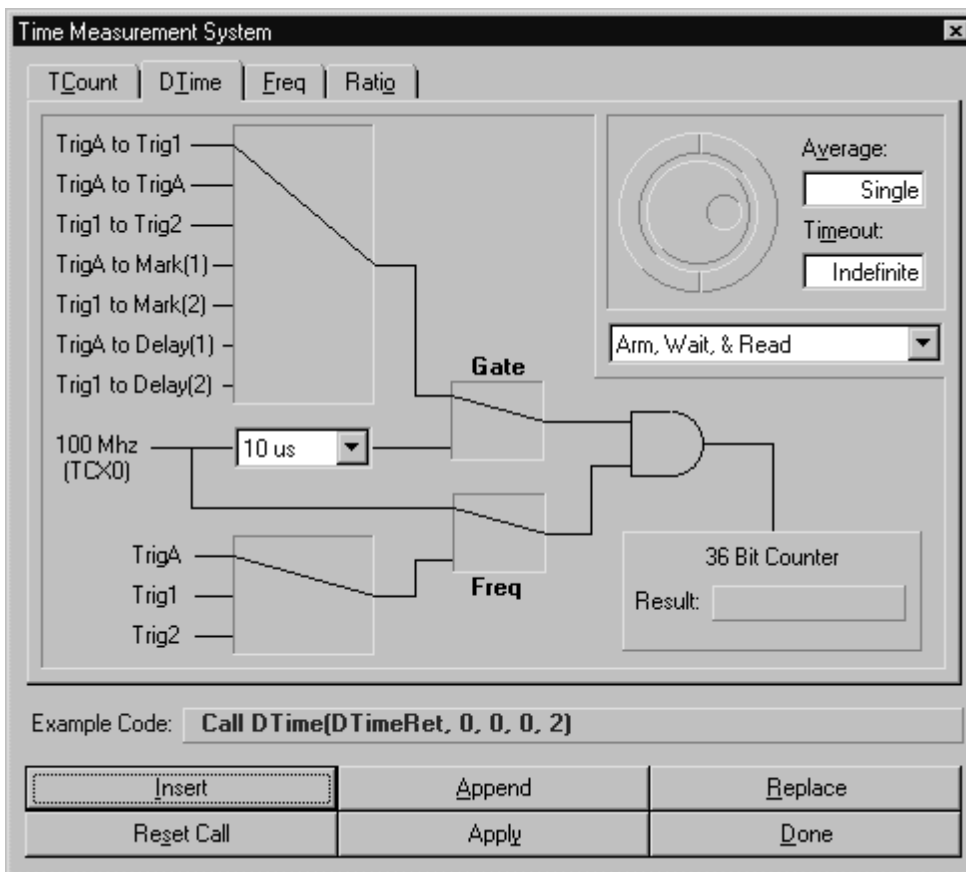 Time Measurement System
TCount DTime Freq Ratio
TrigA to Trig1
TrigA to TrigA
Trig1 to Trig2
TrigA to Mark(1)
Trig1 to Mark(2)
TrigA to Delay(1)
Trig1 to Delay(2)
Average:
Single
Timeout:
Indefinite
Arm, Wait, & Read
Gate
100 Mhz
(TCX0)
10 us
TrigA
Trig1
Trig2
Freq
36 Bit Counter
Result:
Example Code: Call DTime(DTimeRet, 0, 0, 0, 2)
Insert Append Replace
Reset Call Apply Done